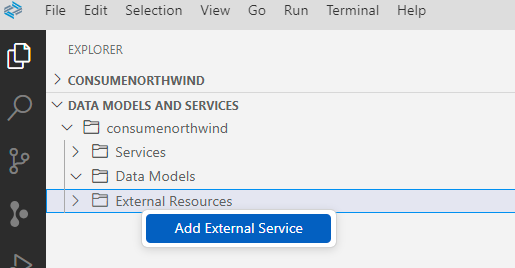 File Edit Selection View Go Run Terminal Help
EXPLORER
CONSUMENORTHWIND
DATA MODELS AND SERVICES
consumenorthwind
Services
Data Models
External Resources
Add External Service